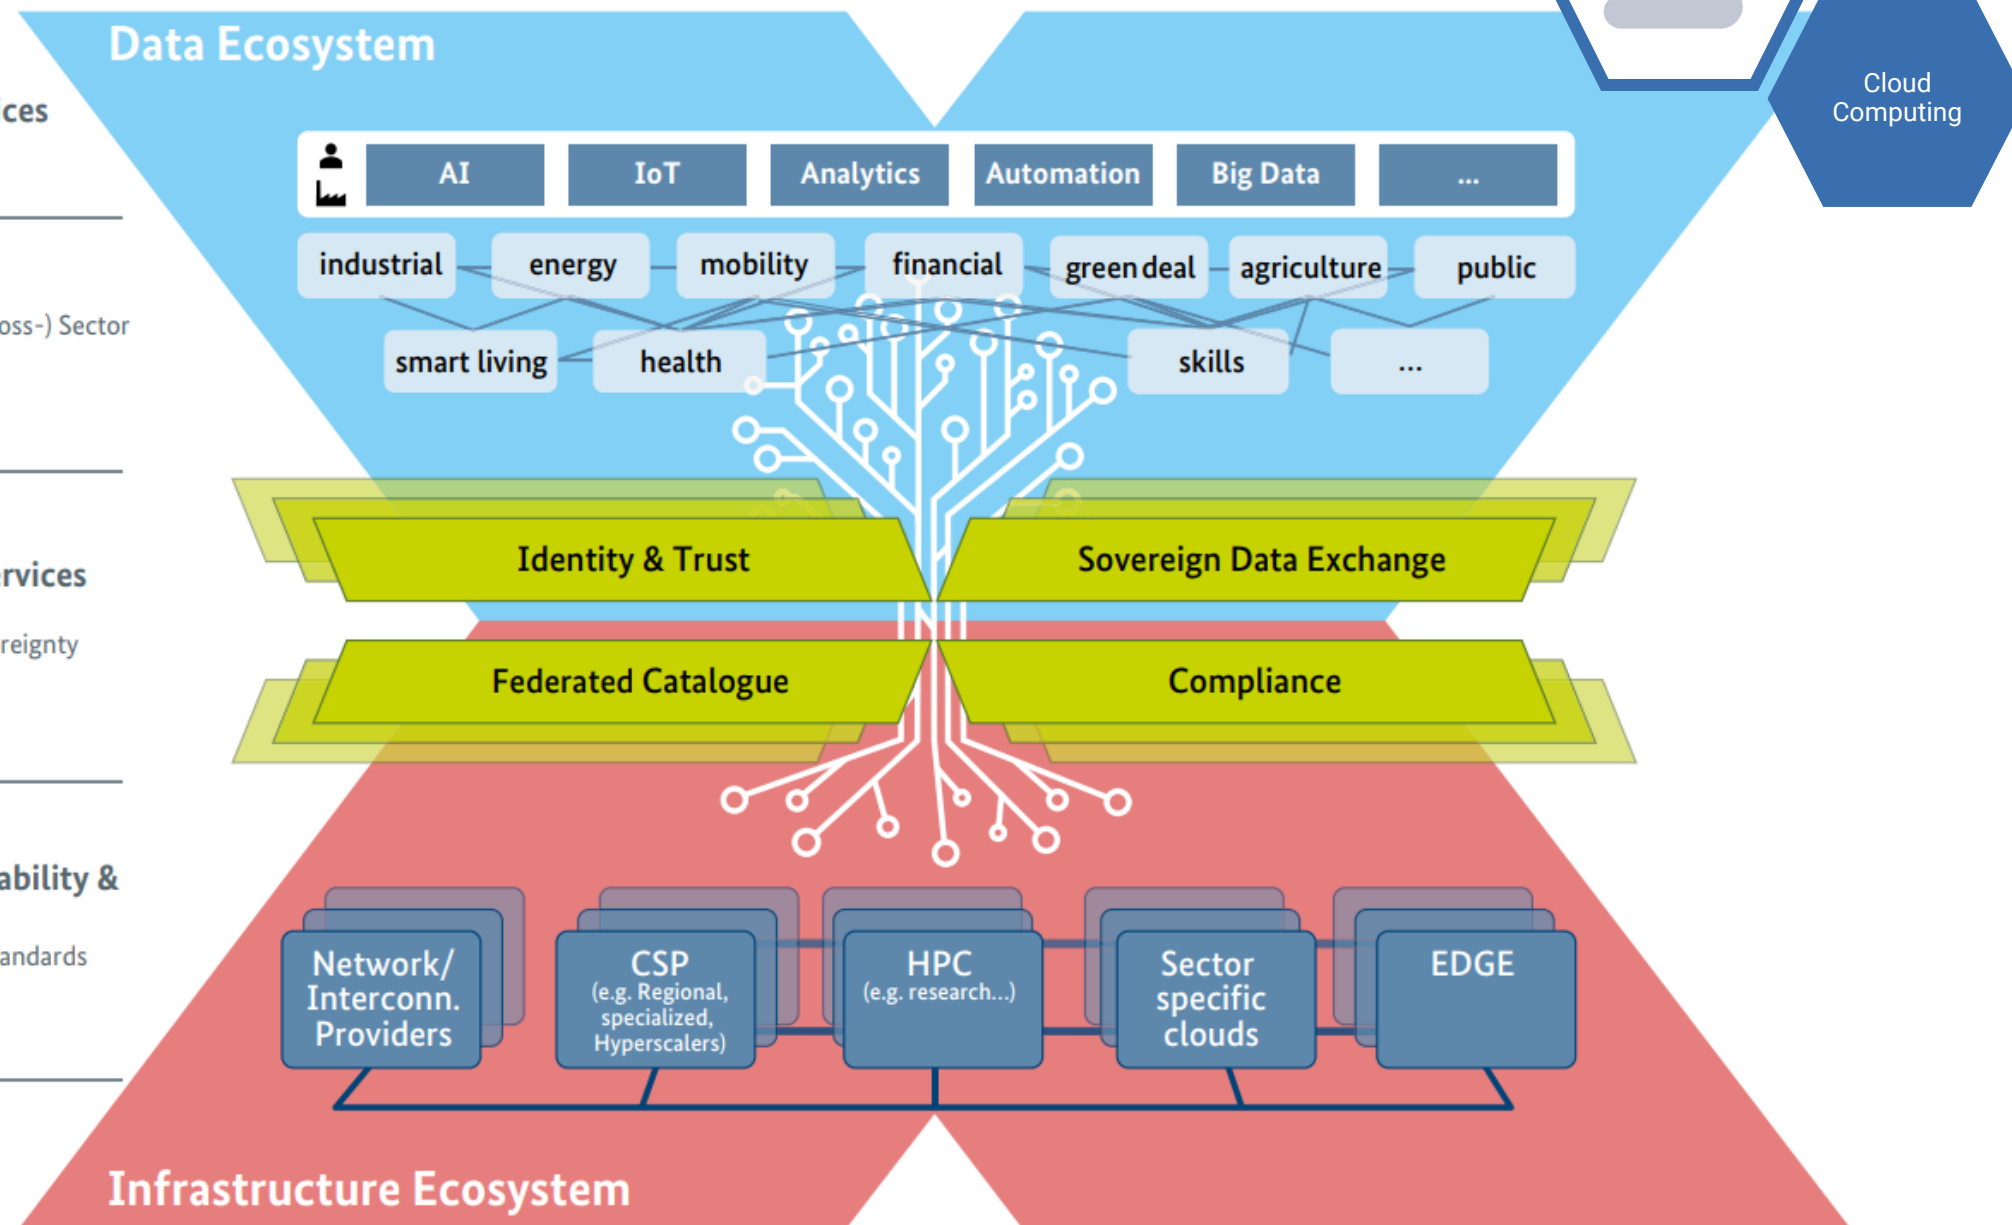 Data Ecosystem
Cloud
Computing
ices
AI
IoT
Analytics
Automation
Big Data
...
industrial
energy
mobility
financial
green deal
agriculture
public
oss-) Sector
smart living
health
skills
...
Identity & Trust
Sovereign Data Exchange
rvices
reignty
Federated Catalogue
Compliance
ability &
andards
Network/
Interconn.
Providers
CSP
(e.g. Regional,
specialized,
Hyperscalers)
HPC
(e.g. research...)
Sector
specific
clouds
EDGE
Infrastructure Ecosystem